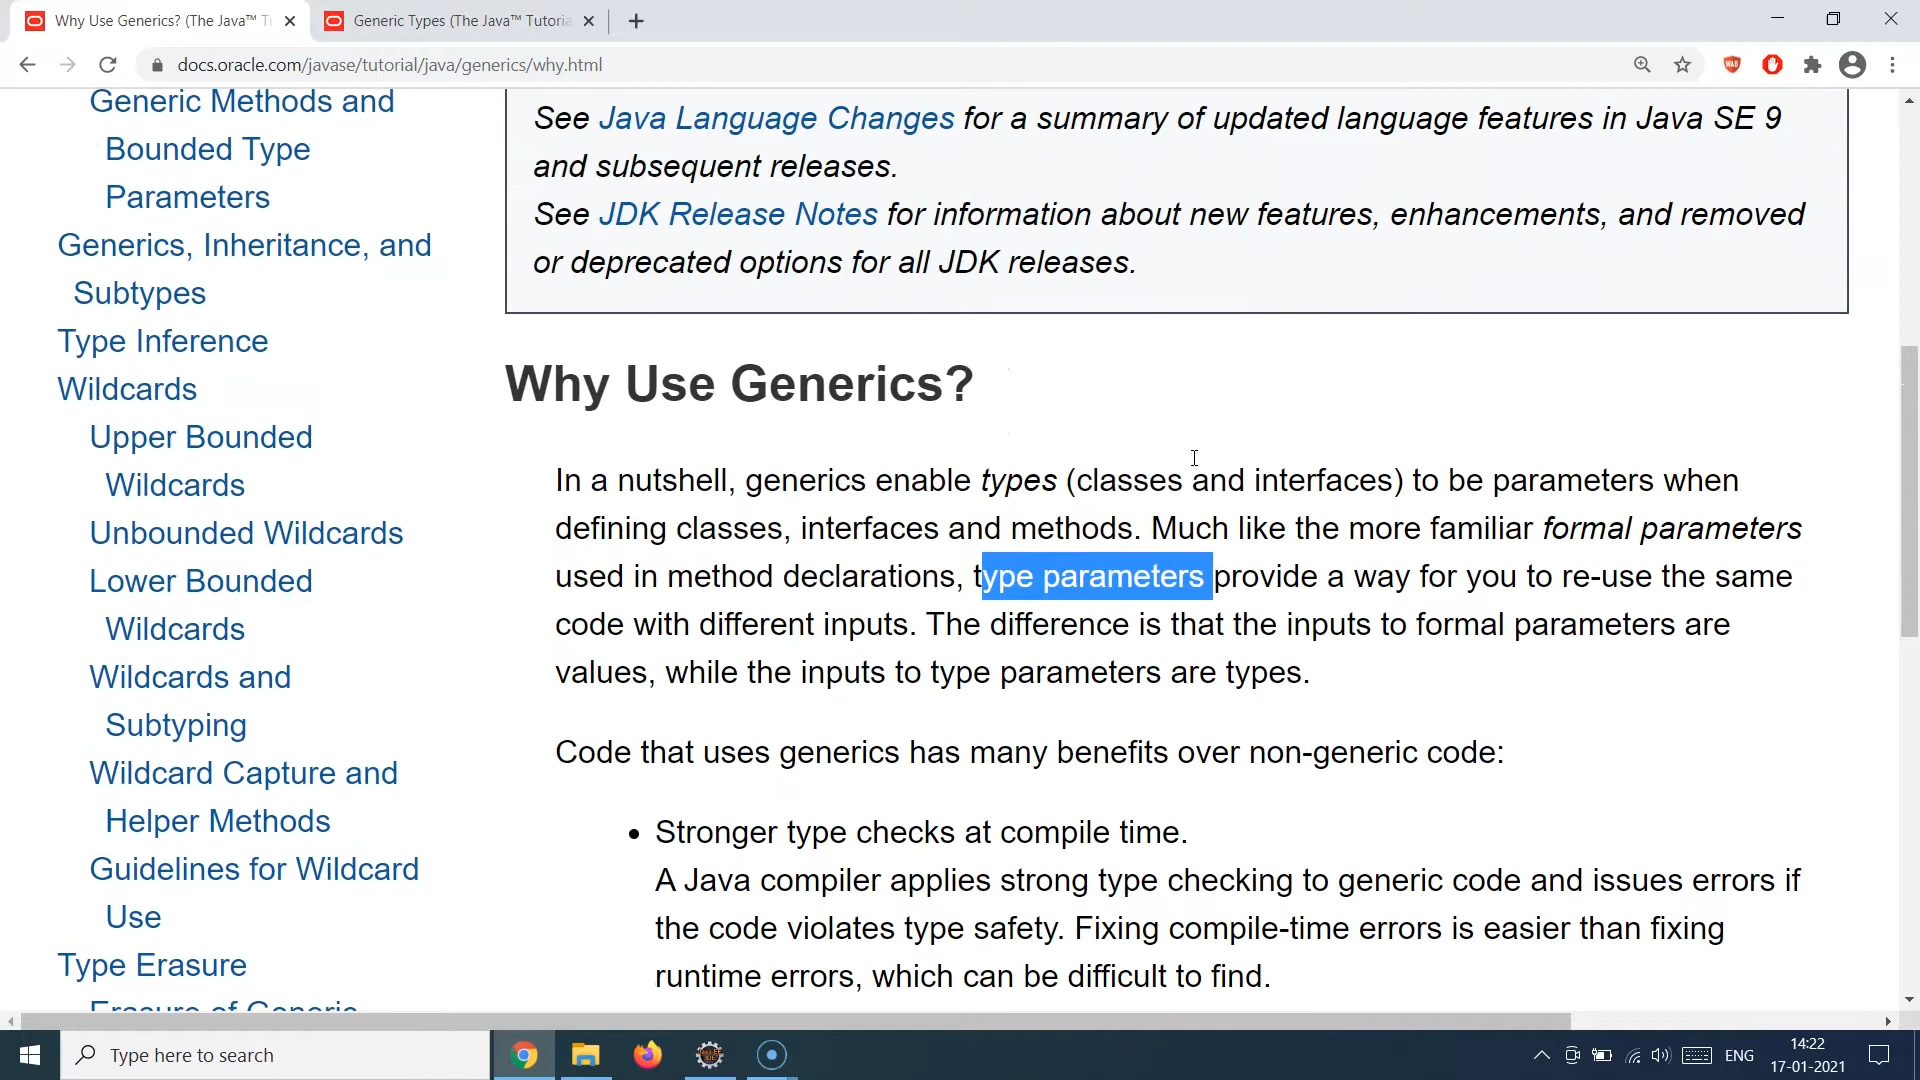 Why Use Generics? (The Java™ T
Generic Types (The Java™ Tutoria
docs.oracle.com/javase/tutorial/java/generics/why.html
Generic Methods and
Bounded Type
Parameters
Generics, Inheritance, and
Subtypes
Type Inference
Wildcards
Upper Bounded
Wildcards
Unbounded Wildcards
Lower Bounded
Wildcards
Wildcards and
Subtyping
Wildcard Capture and
Helper Methods
Guidelines for Wildcard
Use
Type Erasure
Erasure of Generic
See Java Language Changes for a summary of updated language features in Java SE 9
and subsequent releases.
See JDK Release Notes for information about new features, enhancements, and removed
or deprecated options for all JDK releases.
Why Use Generics?
In a nutshell, generics enable types (classes and interfaces) to be parameters when
defining classes, interfaces and methods. Much like the more familiar formal parameters
used in method declarations, type parameters provide a way for you to re-use the same
code with different inputs. The difference is that the inputs to formal parameters are
values, while the inputs to type parameters are types.
Code that uses generics has many benefits over non-generic code:
• Stronger type checks at compile time.
A Java compiler applies strong type checking to generic code and issues errors if
the code violates type safety. Fixing compile-time errors is easier than fixing
runtime errors, which can be difficult to find.
Type here to search
ENG
14:22
17-01-2021